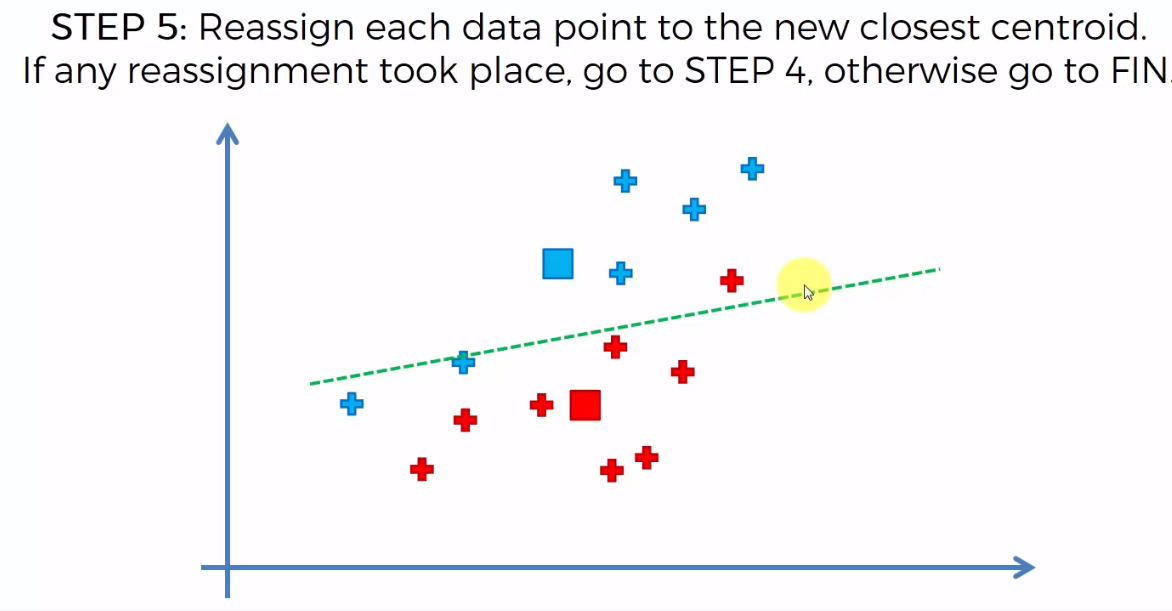 STEP 5: Reassign each data point to the new closest centroid.
If any reassignment took place, go to STEP 4, otherwise go to FIN